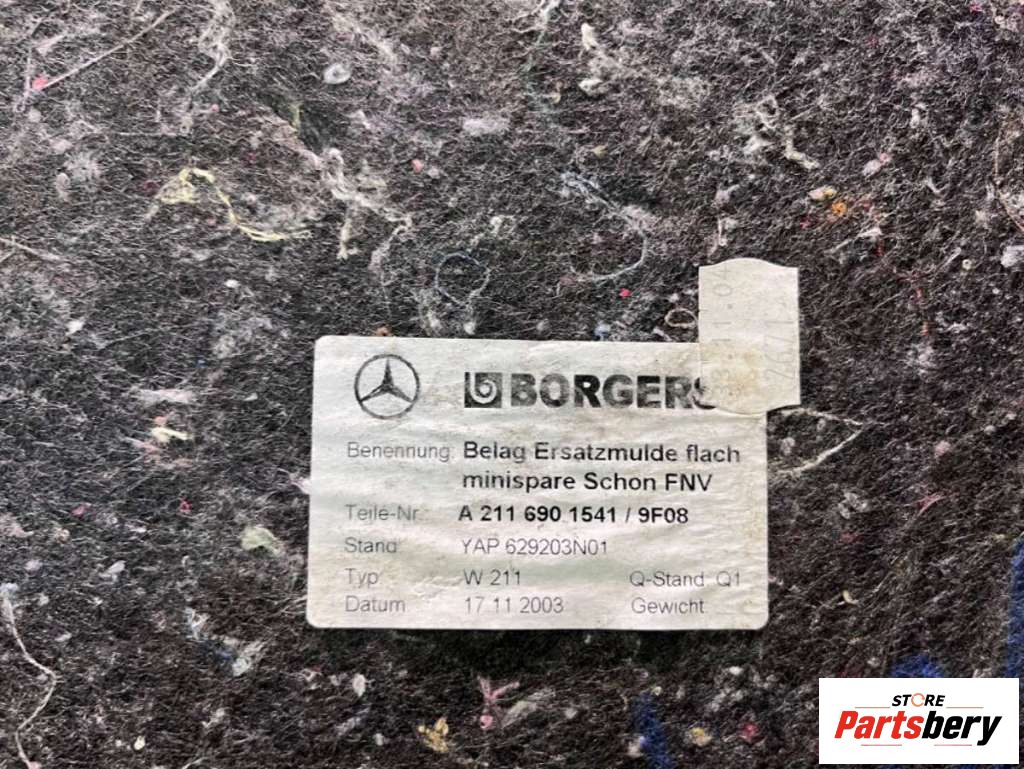 BORGERS
Benennung: Belag Ersatzmulde flach
minispare Schon FNV
Teile-Nr.: A 211 690 1541 / 9F08
Stand YAP 629203N01
Typ W 211 Q-Stand Q1
Datum 17 11 2003 Gewicht
STORE
Partsbery